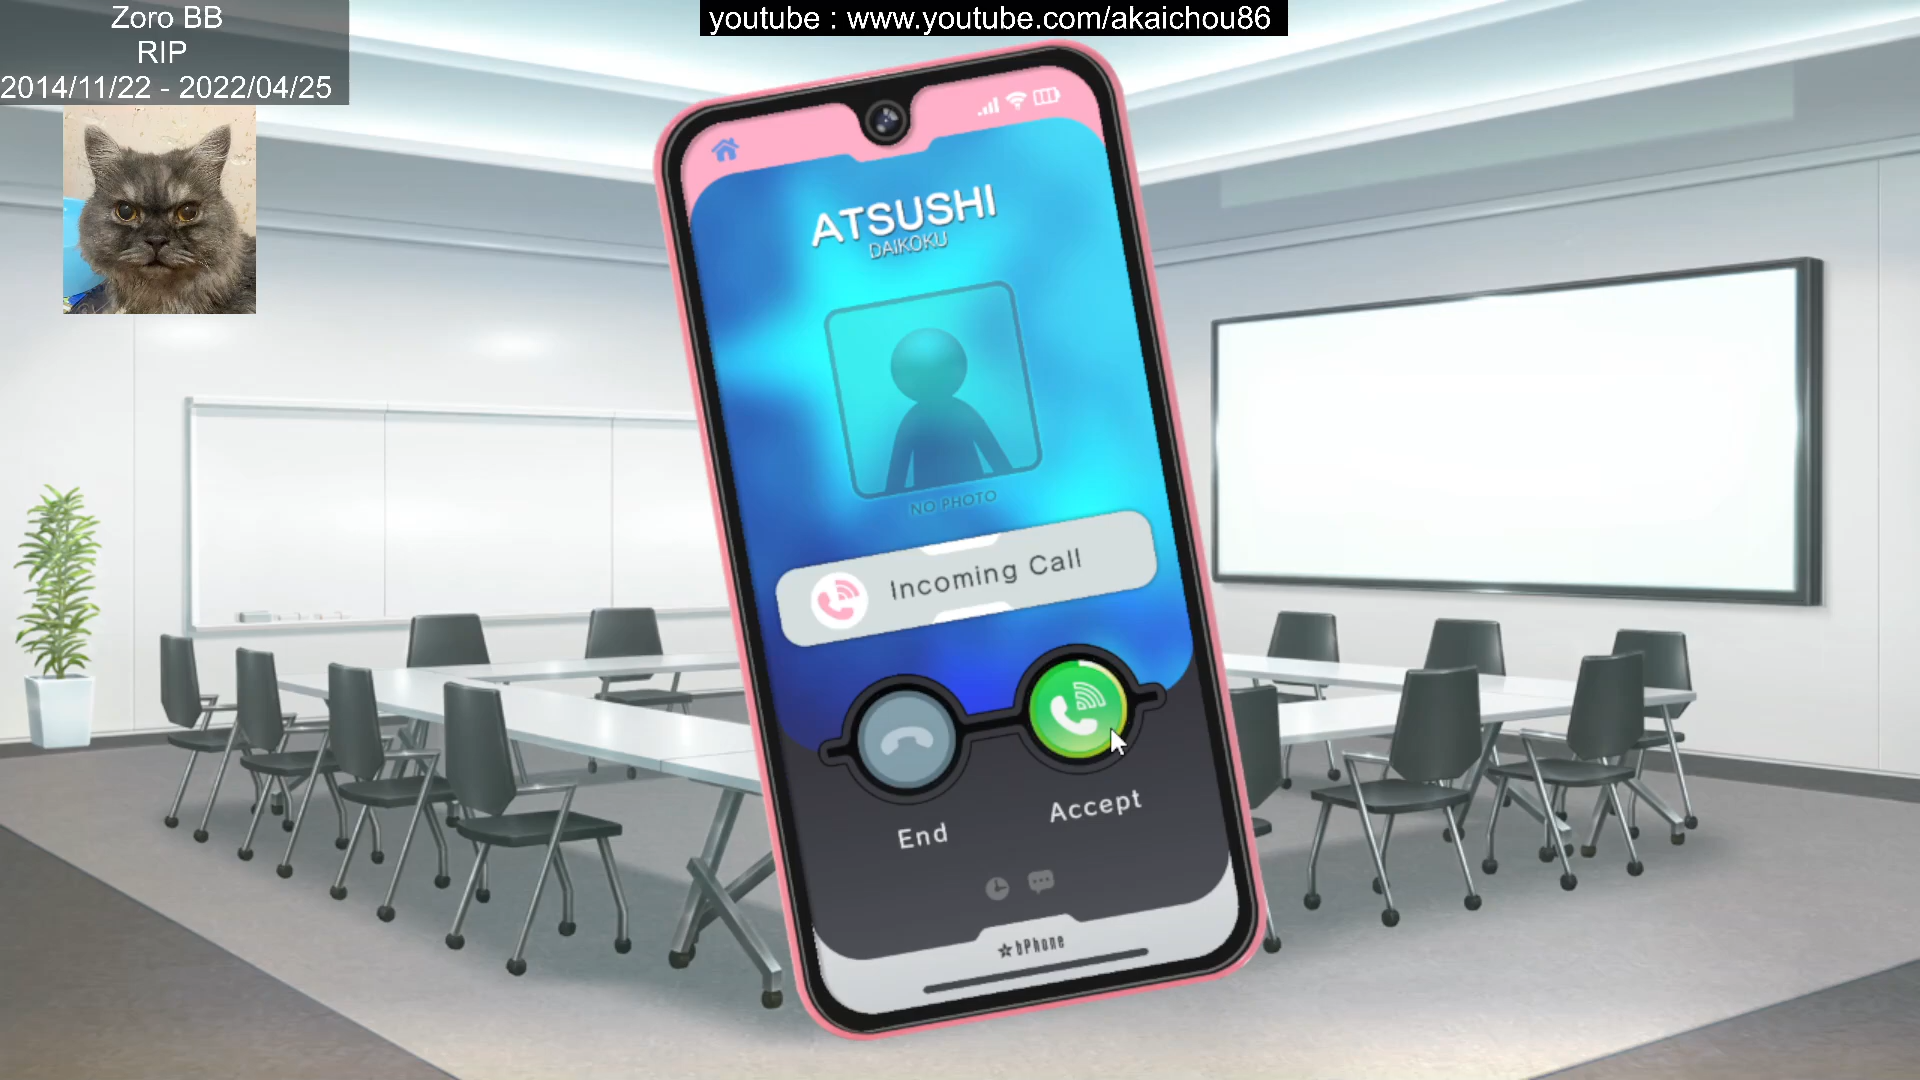 Zoro BB
RIP
2014/11/22 - 2022/04/25
youtube : www.youtube.com/akaichou86
ATSUSHI
DAIKOKU
NO PHOTO
Incoming Call
End
Accept
bPhone